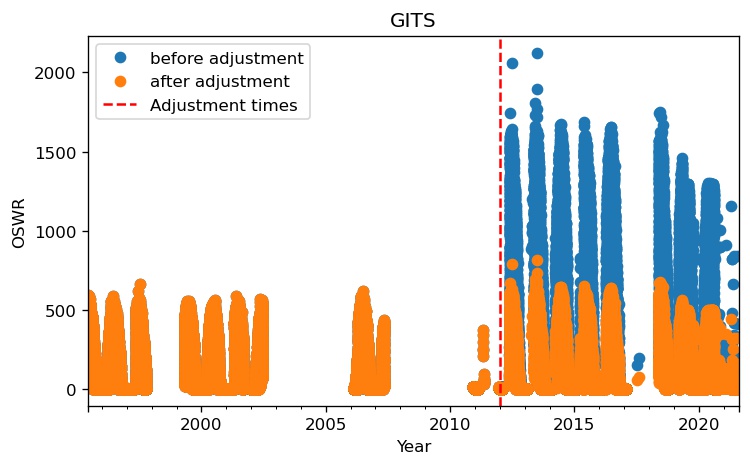 GITS
before adjustment
after adjustment
Adjustment times
OSWR
2000
1500
1000
500
0
2000
2005
2010
2015
2020
Year